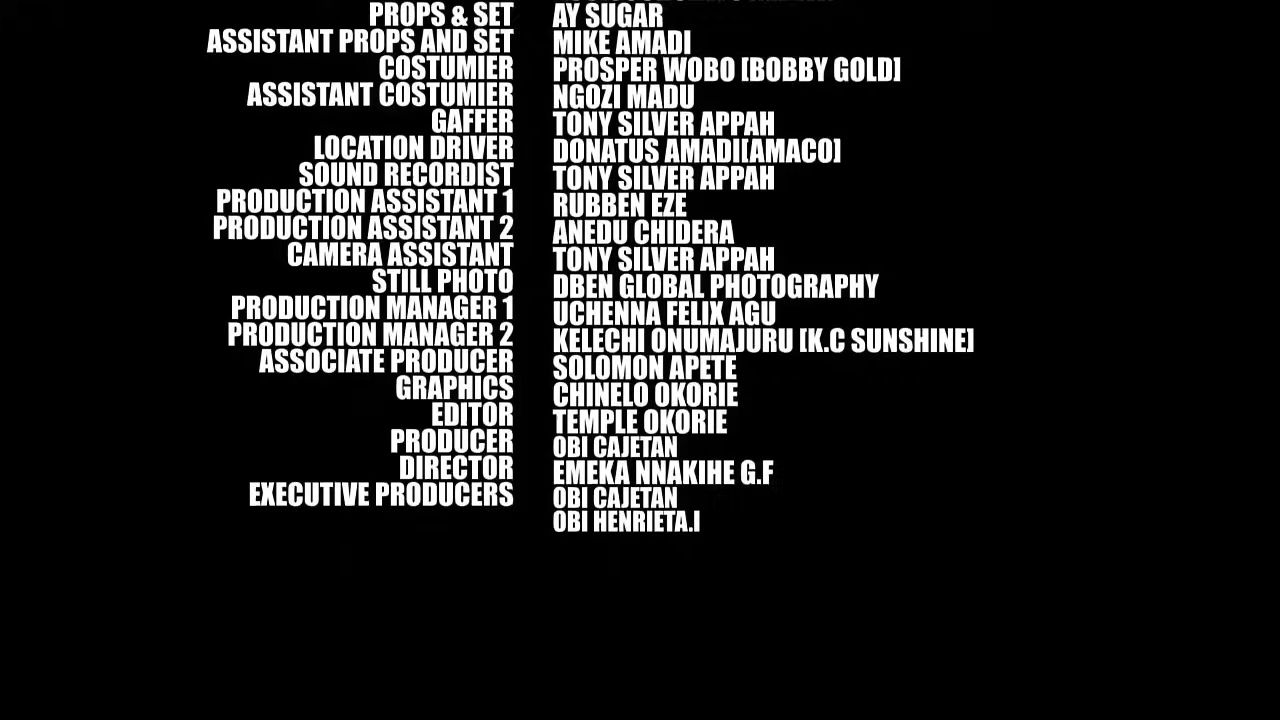 PROPS & SET AY SUGAR
ASSISTANT PROPS AND SET MIKE AMADI
COSTUMIER PROSPER WOBO [BOBBY GOLD]
ASSISTANT COSTUMIER NGOZI MADU
GAFFER TONY SILVER APPAH
LOCATION DRIVER DONATUS AMADI[AMACO]
SOUND RECORDIST TONY SILVER APPAH
PRODUCTION ASSISTANT 1 RUBBEN EZE
PRODUCTION ASSISTANT 2 ANEDU CHIDERA
CAMERA ASSISTANT TONY SILVER APPAH
STILL PHOTO DBEN GLOBAL PHOTOGRAPHY
PRODUCTION MANAGER 1 UCHENNA FELIX AGU
PRODUCTION MANAGER 2 KELECHI ONUMAJURU [K.C SUNSHINE]
ASSOCIATE PRODUCER SOLOMON APETE
GRAPHICS CHINELO OKORIE
EDITOR TEMPLE OKORIE
PRODUCER OBI CAJETAN
DIRECTOR EMEKA NNAKIHE G.F
EXECUTIVE PRODUCERS OBI CAJETAN
OBI HENRIETA.I